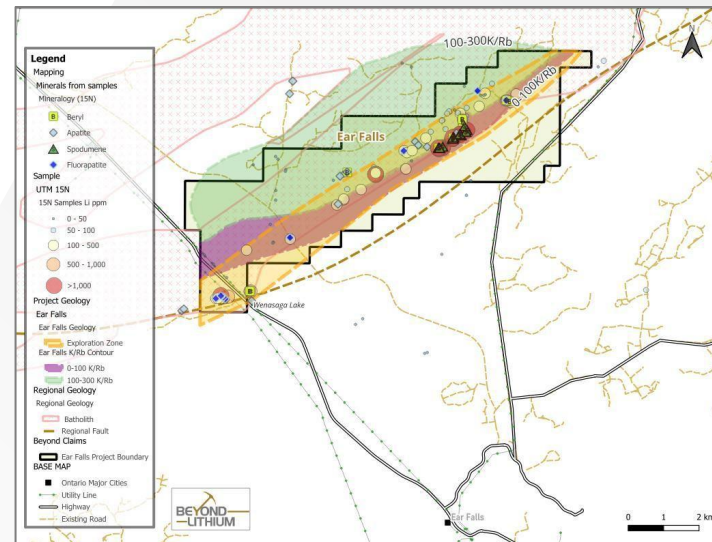 Legend
Mapping
Minerals from samples
Mineralogy (15N)
Beryl
Apatite
Spodumene
Fluorapatite
Sample
UTM 15N
15N Samples Li ppm
0 - 50
50 - 100
100 - 500
500 - 1,000
>1,000
Project Geology
Ear Falls
Ear Falls Geology
Exploration Zone
Ear Falls K/Rb Contour
0-100 K/Rb
100-300 K/Rb
Regional Geology
Regional Geology
Batholith
Regional Fault
Beyond Claims
Ear Falls Project Boundary
BASE MAP
Ontario Major Cities
Utility Line
Highway
Existing Road
100-300K/Rb
N
0-100K/Rb
Ear Falls
Wenasaga Lake
BEYOND
LITHIUM
Ear Falls
0 1 2 km